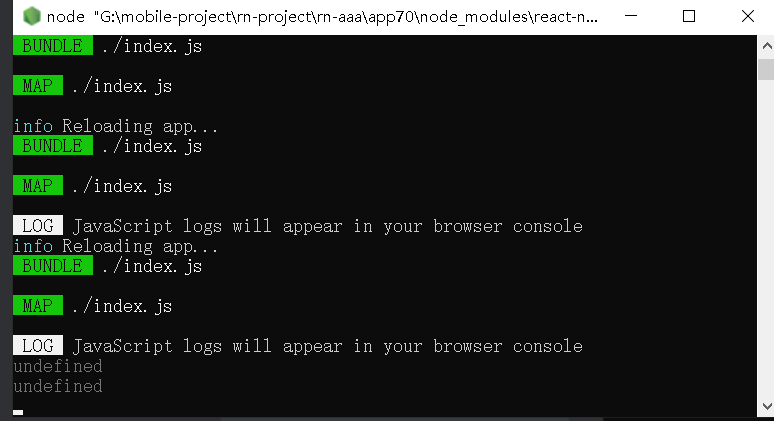 node "G:\mobile-project\rn-project\rn-aaa\app70\node_modules\react-n...
BUNDLE ./index.js
MAP ./index.js
info Reloading app...
BUNDLE ./index.js
MAP ./index.js
LOG JavaScript logs will appear in your browser console
info Reloading app...
BUNDLE ./index.js
MAP ./index.js
LOG JavaScript logs will appear in your browser console
undefined
undefined